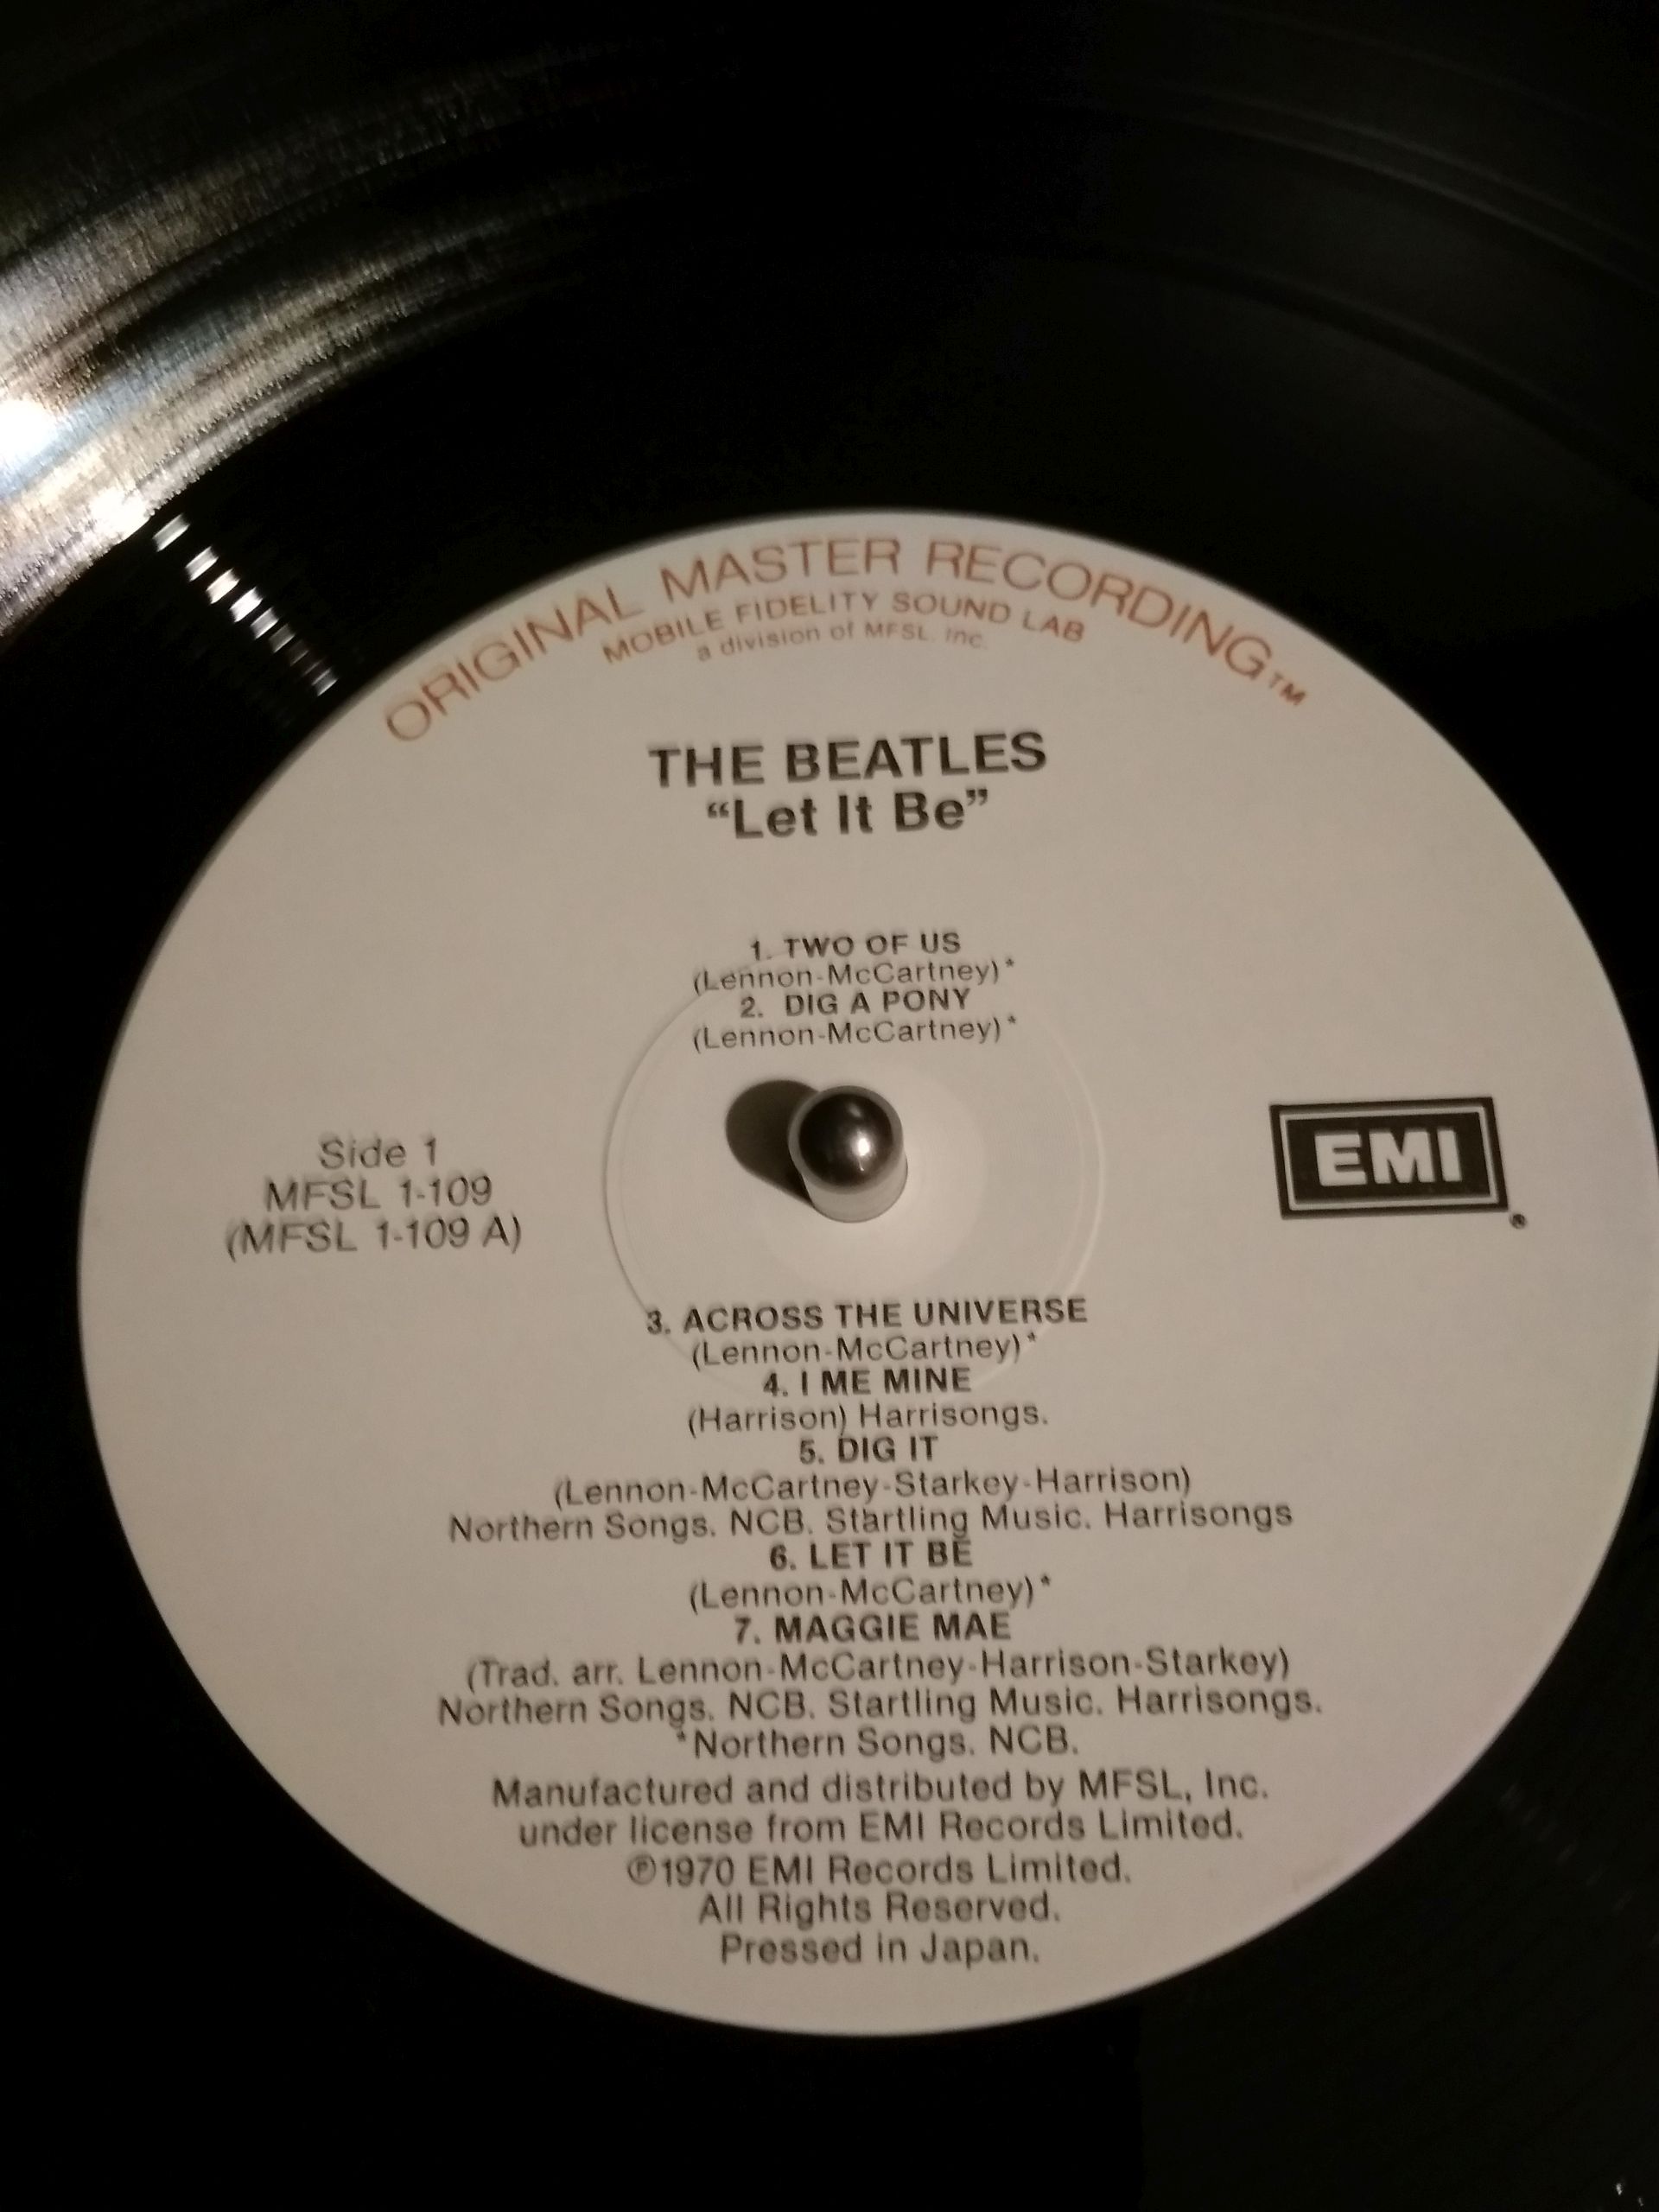 ORIGINAL MASTER RECORDING™
MOBILE FIDELITY SOUND LAB
a division of MFSL, Inc.
THE BEATLES
“Let It Be”
1. TWO OF US
(Lennon-McCartney)*
2. DIG A PONY
(Lennon-McCartney)*
Side 1
MFSL 1-109
(MFSL 1-109 A)
EMI®
3. ACROSS THE UNIVERSE
(Lennon-McCartney)*
4. I ME MINE
(Harrison) Harrisongs.
5. DIG IT
(Lennon-McCartney-Starkey-Harrison)
Northern Songs. NCB. Startling Music. Harrisongs
6. LET IT BE
(Lennon-McCartney)*
7. MAGGIE MAE
(Trad. arr. Lennon-McCartney-Harrison-Starkey)
Northern Songs. NCB. Startling Music. Harrisongs.
*Northern Songs. NCB.
Manufactured and distributed by MFSL, Inc.
under license from EMI Records Limited.
℗1970 EMI Records Limited.
All Rights Reserved.
Pressed in Japan.